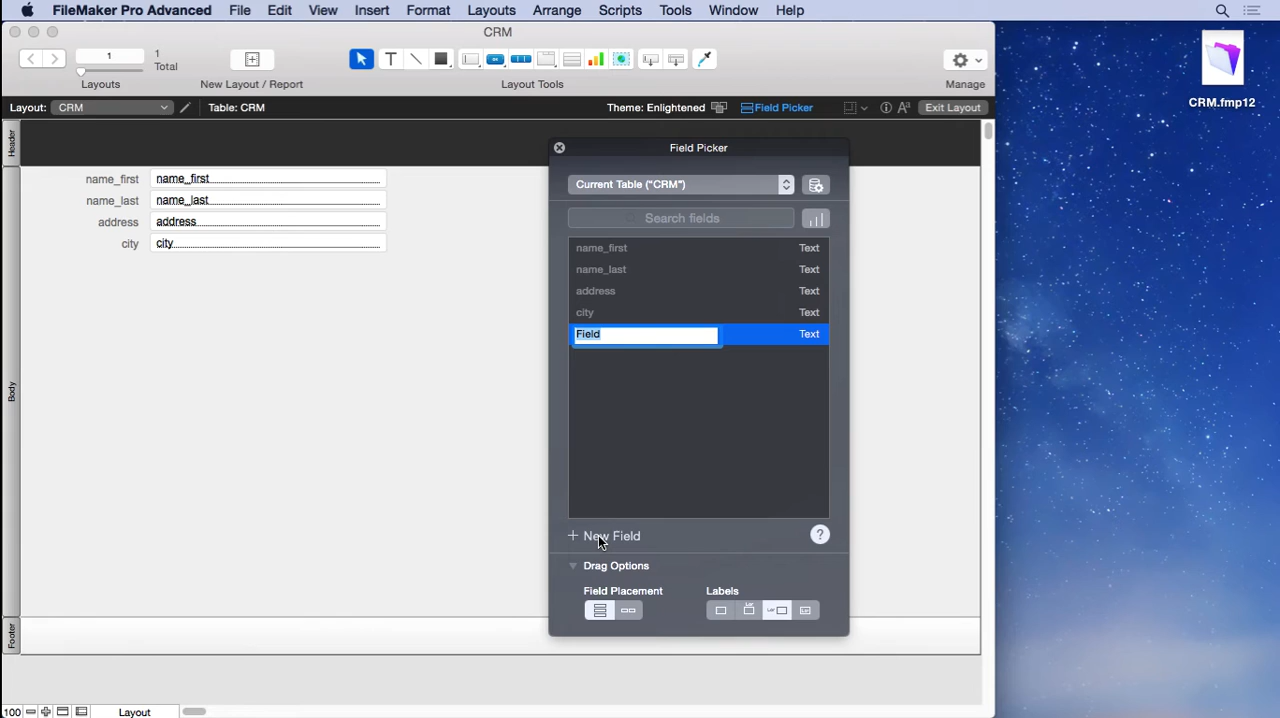 FileMaker Pro Advanced File Edit View Insert Format Layouts Arrange Scripts Tools Window Help
CRM
1
1
Total
Layouts
New Layout / Report
Layout Tools
Manage
Layout: CRM
Table: CRM
Theme: Enlightened
Field Picker
Exit Layout
CRM.fmp12
Header
Body
Footer
name_first name_first
name_last name_last
address address
city city
Field Picker
Current Table ("CRM")
Search fields
name_first Text
name_last Text
address Text
city Text
Field Text
+ New Field
?
Drag Options
Field Placement
Labels
100
Layout